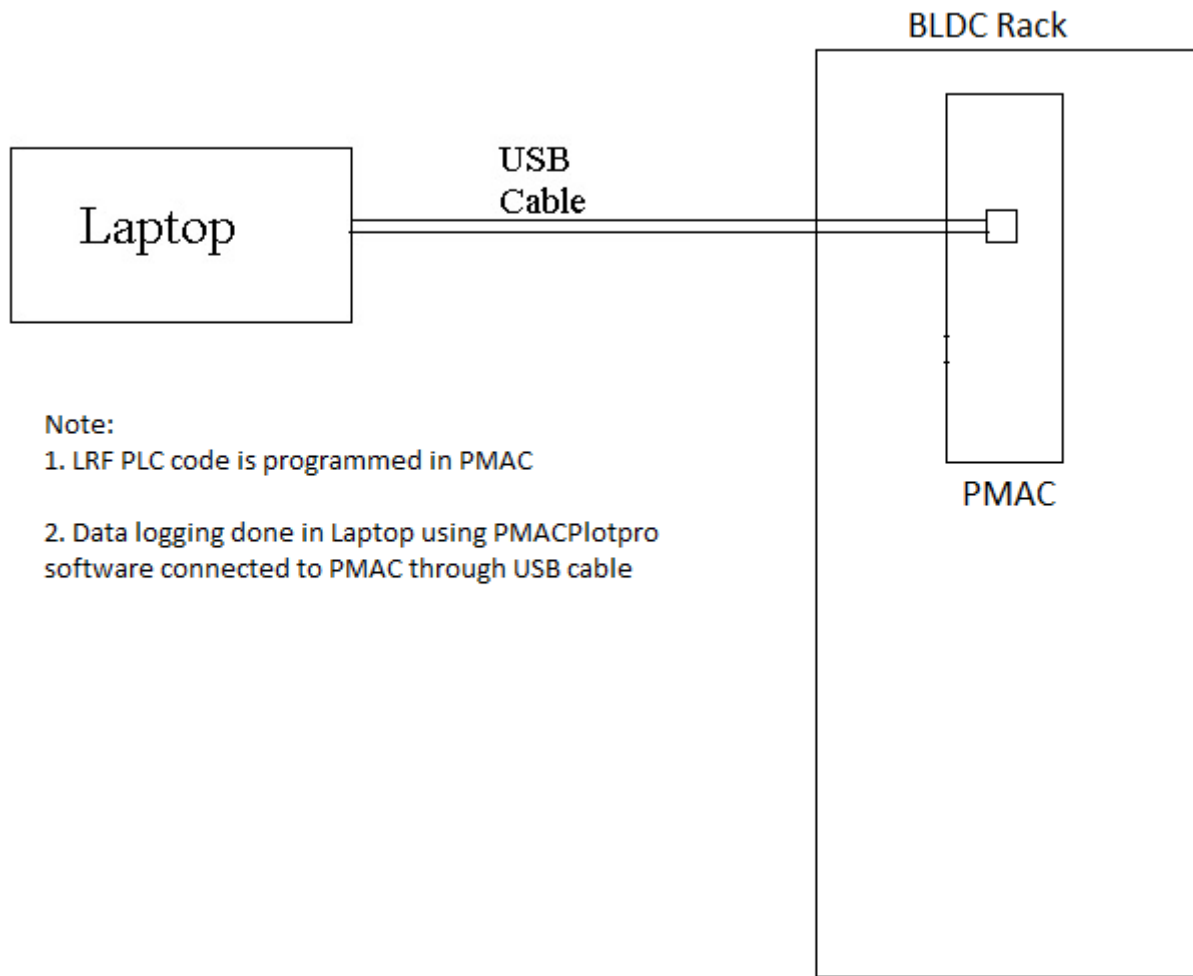 BLDC Rack
USB
Cable
Laptop
PMAC
Note:
1. LRF PLC code is programmed in PMAC
2. Data logging done in Laptop using PMACPlotpro
software connected to PMAC through USB cable